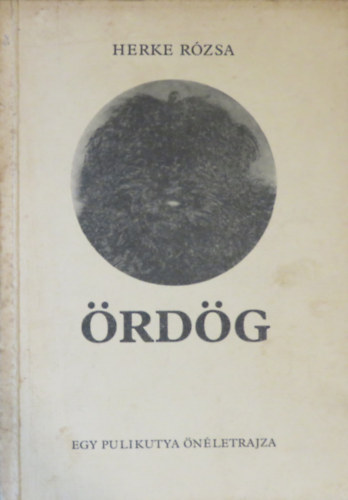 HERKE RÓZSA
ÖRDÖG
EGY PULIKUTYA ÖNÉLETRAJZA